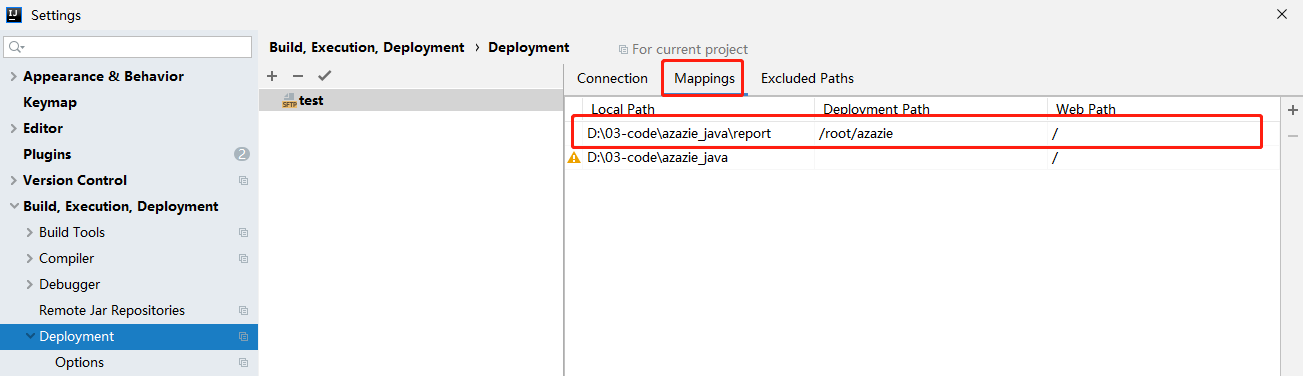 Settings
Build, Execution, Deployment › Deployment
For current project
Appearance & Behavior
Keymap
Editor
Plugins
2
Version Control
Build, Execution, Deployment
Build Tools
Compiler
Debugger
Remote Jar Repositories
Deployment
Options
SFTP test
Connection Mappings Excluded Paths
Local Path Deployment Path Web Path
D:\03-code\azazie_java\report /root/azazie /
D:\03-code\azazie_java /